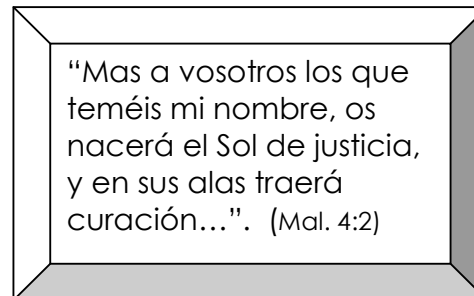 “Mas a vosotros los que
teméis mi nombre, os
nacerá el Sol de justicia,
y en sus alas traerá
curación…”. (Mal. 4:2)